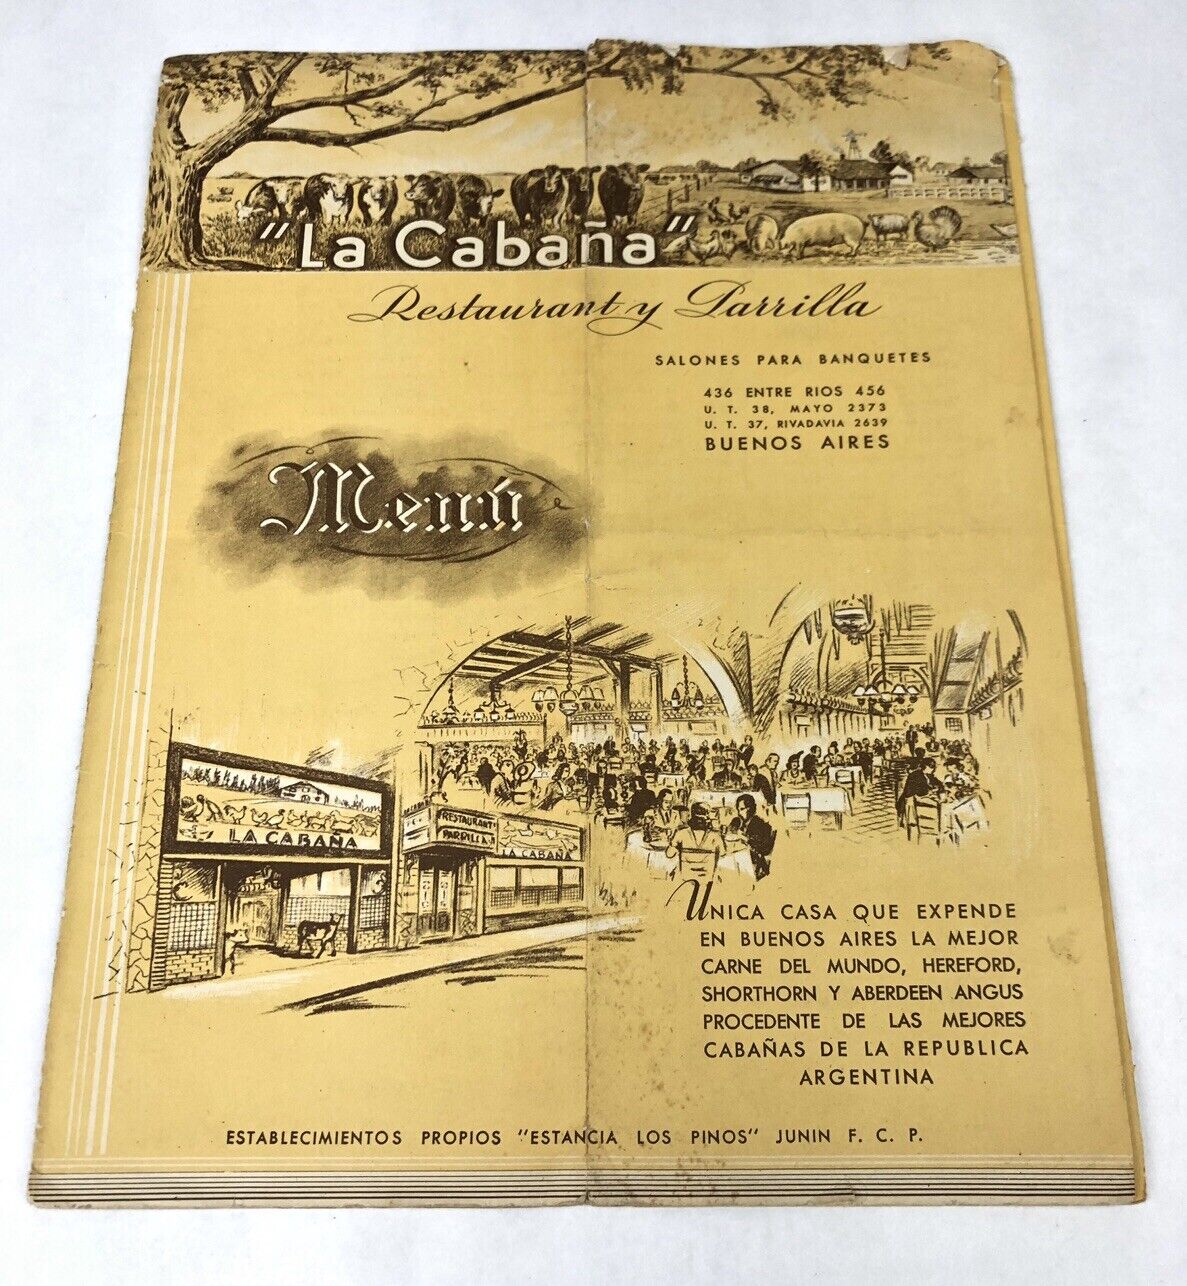 "La Cabaña"
Restaurant y Parrilla
SALONES PARA BANQUETES
436 ENTRE RIOS 456
U. T. 38, MAYO 2373
U. T. 37, RIVADAVIA 2639
BUENOS AIRES
Menú
LA CABAÑA
RESTAURANT
PARRILLA
LA CABAÑA
UNICA CASA QUE EXPENDE
EN BUENOS AIRES LA MEJOR
CARNE DEL MUNDO, HEREFORD,
SHORTHORN Y ABERDEEN ANGUS
PROCEDENTE DE LAS MEJORES
CABAÑAS DE LA REPUBLICA
ARGENTINA
ESTABLECIMIENTOS PROPIOS "ESTANCIA LOS PINOS" JUNIN F. C. P.